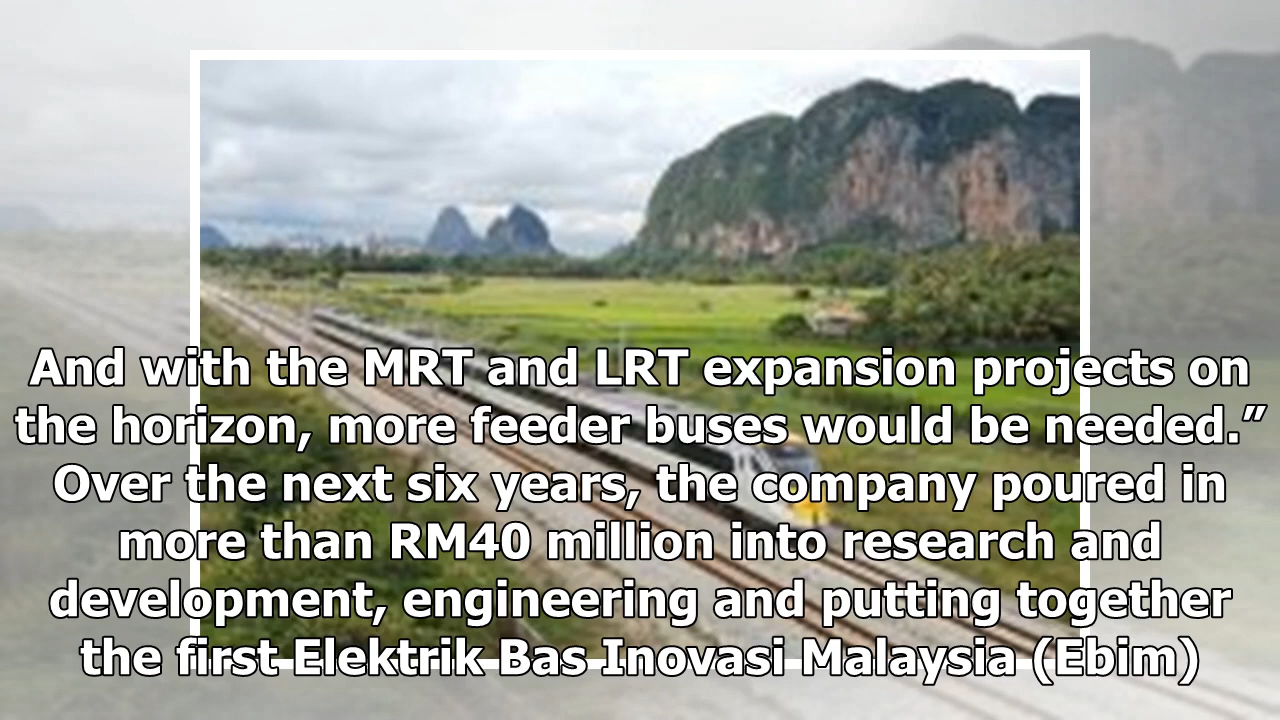 And with the MRT and LRT expansion projects on
the horizon, more feeder buses would be needed.”
Over the next six years, the company poured in
more than RM40 million into research and
development, engineering and putting together
the first Elektrik Bas Inovasi Malaysia (Ebim)